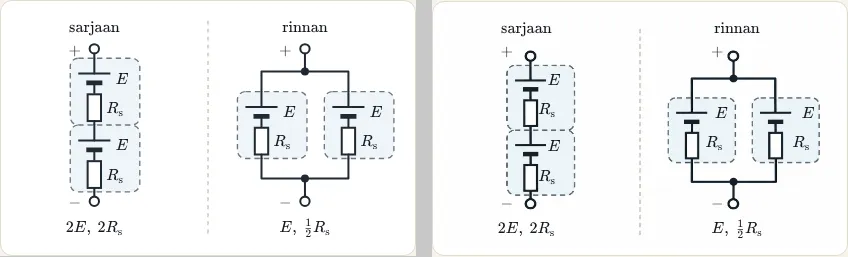 sarjaan
+
E
Rₛ
E
Rₛ
−
2E, 2Rₛ
rinnan
+
E
Rₛ
E
Rₛ
−
E, ½Rₛ
sarjaan
+
E
Rₛ
E
Rₛ
−
2E, 2Rₛ
rinnan
+
E
Rₛ
E
Rₛ
−
E, ½Rₛ